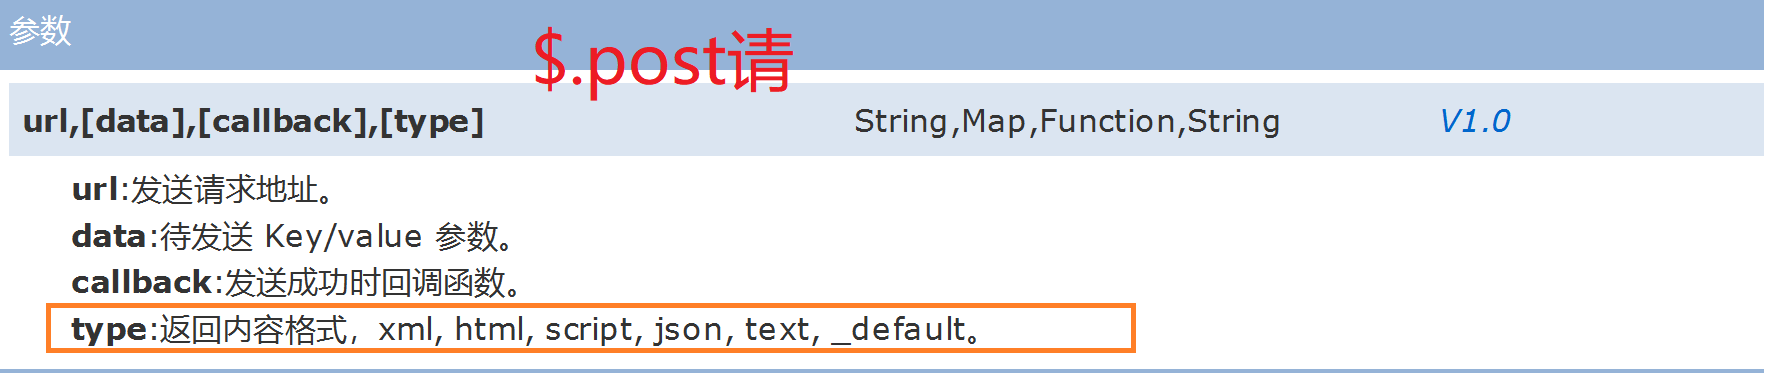 参数
$.post请
url,[data],[callback],[type] String,Map,Function,String V1.0
url:发送请求地址。
data:待发送 Key/value 参数。
callback:发送成功时回调函数。
type:返回内容格式，xml, html, script, json, text, _default。